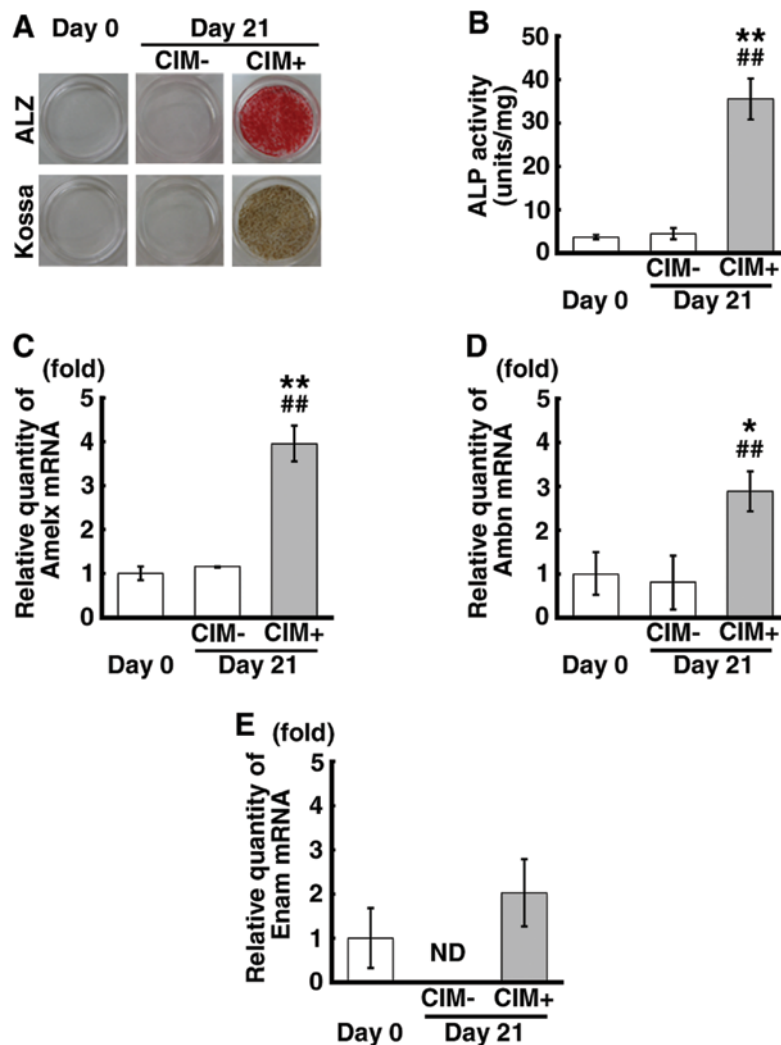 A
Day 0
Day 21
CIM-
CIM+
ALZ
Kossa
B
ALP activity
(units/mg)
50
40
30
20
10
0
**
##
CIM-
CIM+
Day 0
Day 21
C
(fold)
Relative quantity of
Amelx mRNA
5
4
3
2
1
0
**
##
CIM-
CIM+
Day 0
Day 21
D
(fold)
Relative quantity of
Ambn mRNA
5
4
3
2
1
0
*
##
CIM-
CIM+
Day 0
Day 21
E
(fold)
Relative quantity of
Enam mRNA
5
4
3
2
1
0
ND
CIM-
CIM+
Day 0
Day 21